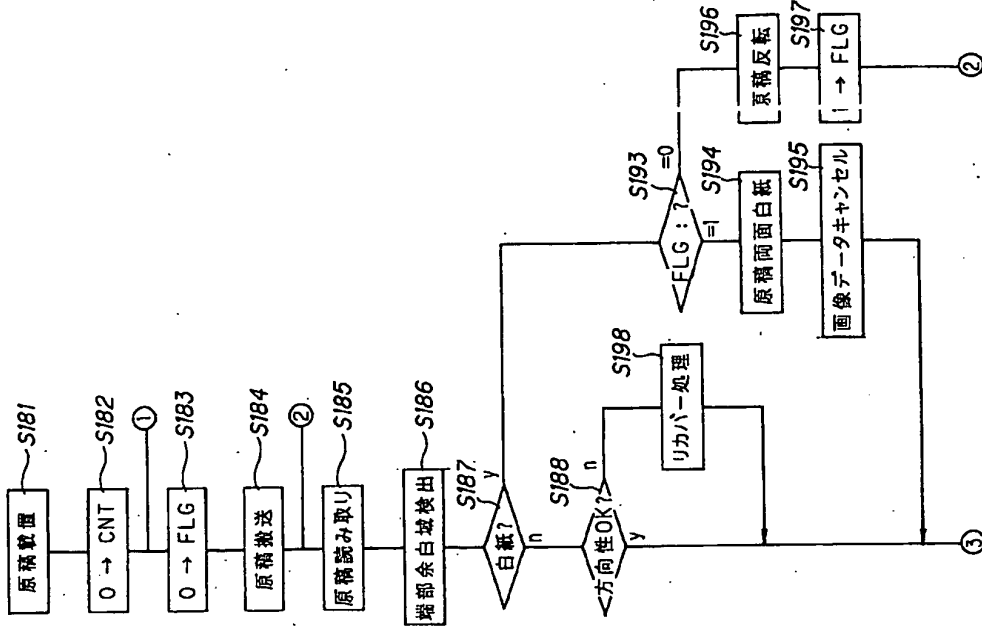 原稿載置
S181
0 → CNT
S182
①
0 → FLG
S183
原稿搬送
S184
②
原稿読み取り
S185
端部余白域検出
S186
白紙?
S187
y
n
方向性OK?
S188
n
y
リカバー処理
S198
FLG : ?
S193
=0
=1
原稿両面白紙
S194
画像データキャンセル
S195
原稿反転
S196
1 → FLG
S197
②
③